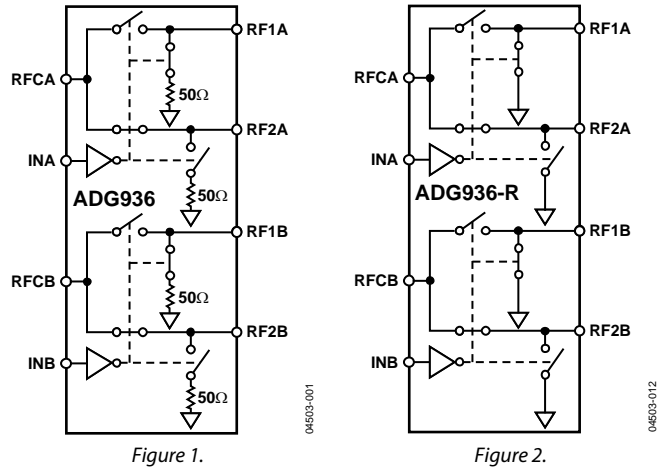 RF1A
RFCA
50Ω
RF2A
INA
50Ω
ADG936
RF1B
RFCB
50Ω
RF2B
INB
50Ω
04503-001
Figure 1.
RF1A
RFCA
RF2A
INA
ADG936-R
RF1B
RFCB
RF2B
INB
04503-012
Figure 2.